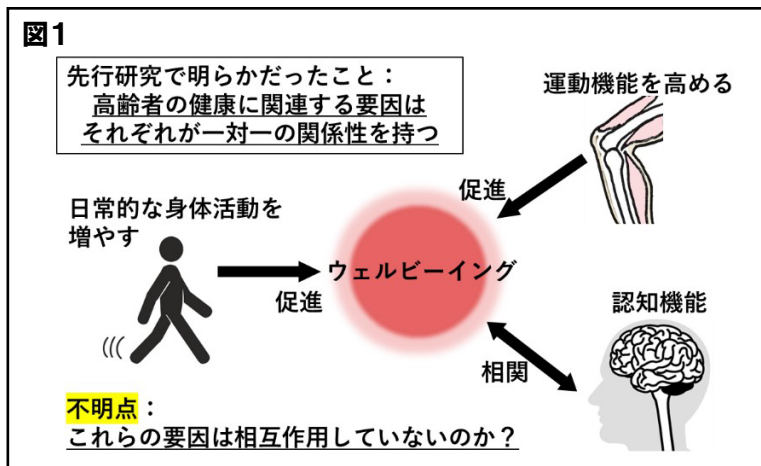 図1
先行研究で明らかだったこと：
高齢者の健康に関連する要因は
それぞれが一対一の関係性を持つ
運動機能を高める
促進
日常的な身体活動を
増やす
促進
ウェルビーイング
認知機能
相関
不明点：
これらの要因は相互作用していないのか？